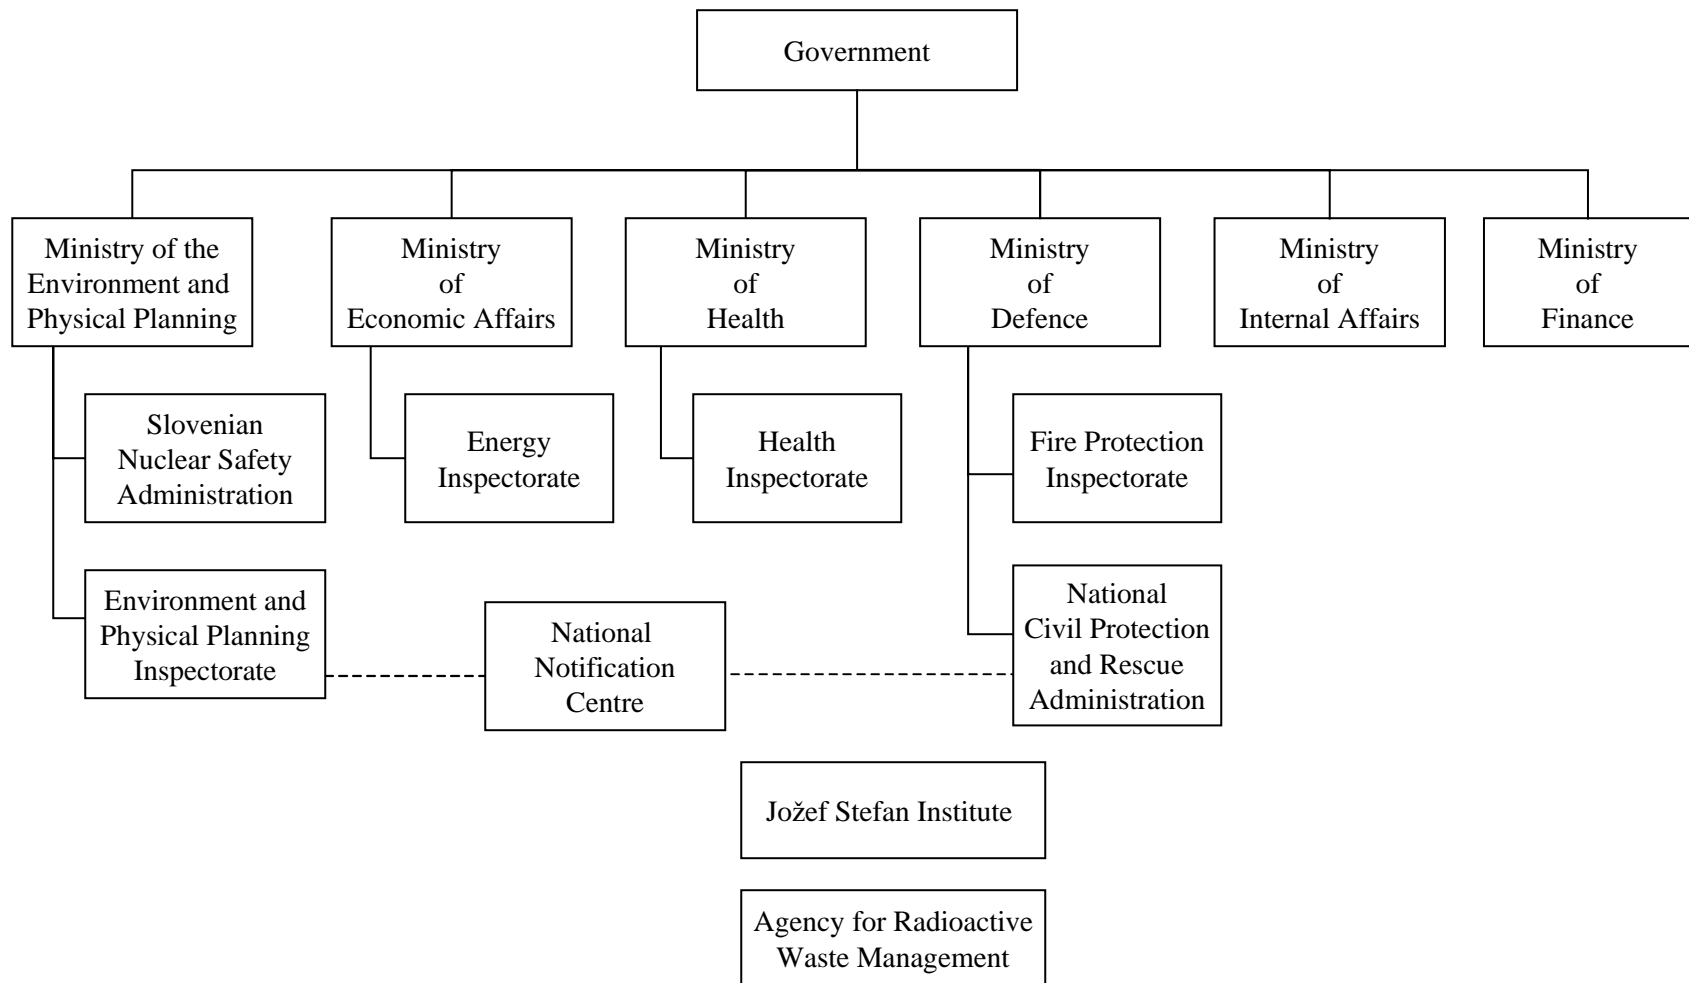 Government
Ministry of the
Environment and
Physical Planning
Ministry
of
Economic Affairs
Ministry
of
Health
Ministry
of
Defence
Ministry
of
Internal Affairs
Ministry
of
Finance
Slovenian
Nuclear Safety
Administration
Energy
Inspectorate
Health
Inspectorate
Fire Protection
Inspectorate
Environment and
Physical Planning
Inspectorate
National
Notification
Centre
National
Civil Protection
and Rescue
Administration
Jožef Stefan Institute
Agency for Radioactive
Waste Management